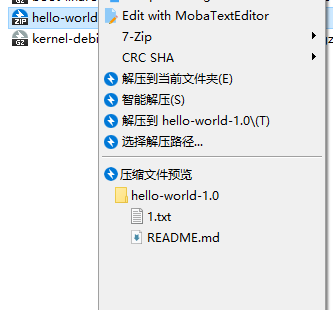 hello-world
kernel-deb
Edit with MobaTextEditor
7-Zip
CRC SHA
解压到当前文件夹(E)
智能解压(S)
解压到 hello-world-1.0\(T)
选择解压路径...
压缩文件预览
hello-world-1.0
1.txt
README.md